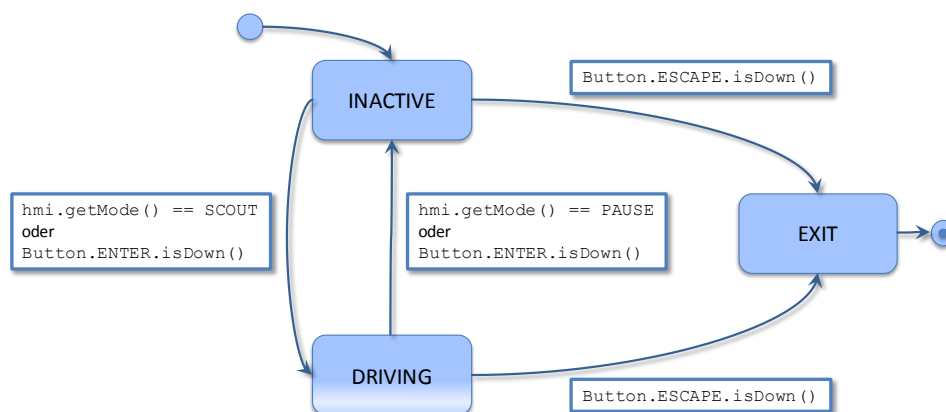 Button.ESCAPE.isDown()
INACTIVE
hmi.getMode() == SCOUT
oder
Button.ENTER.isDown()
hmi.getMode() == PAUSE
oder
Button.ENTER.isDown()
EXIT
DRIVING
Button.ESCAPE.isDown()